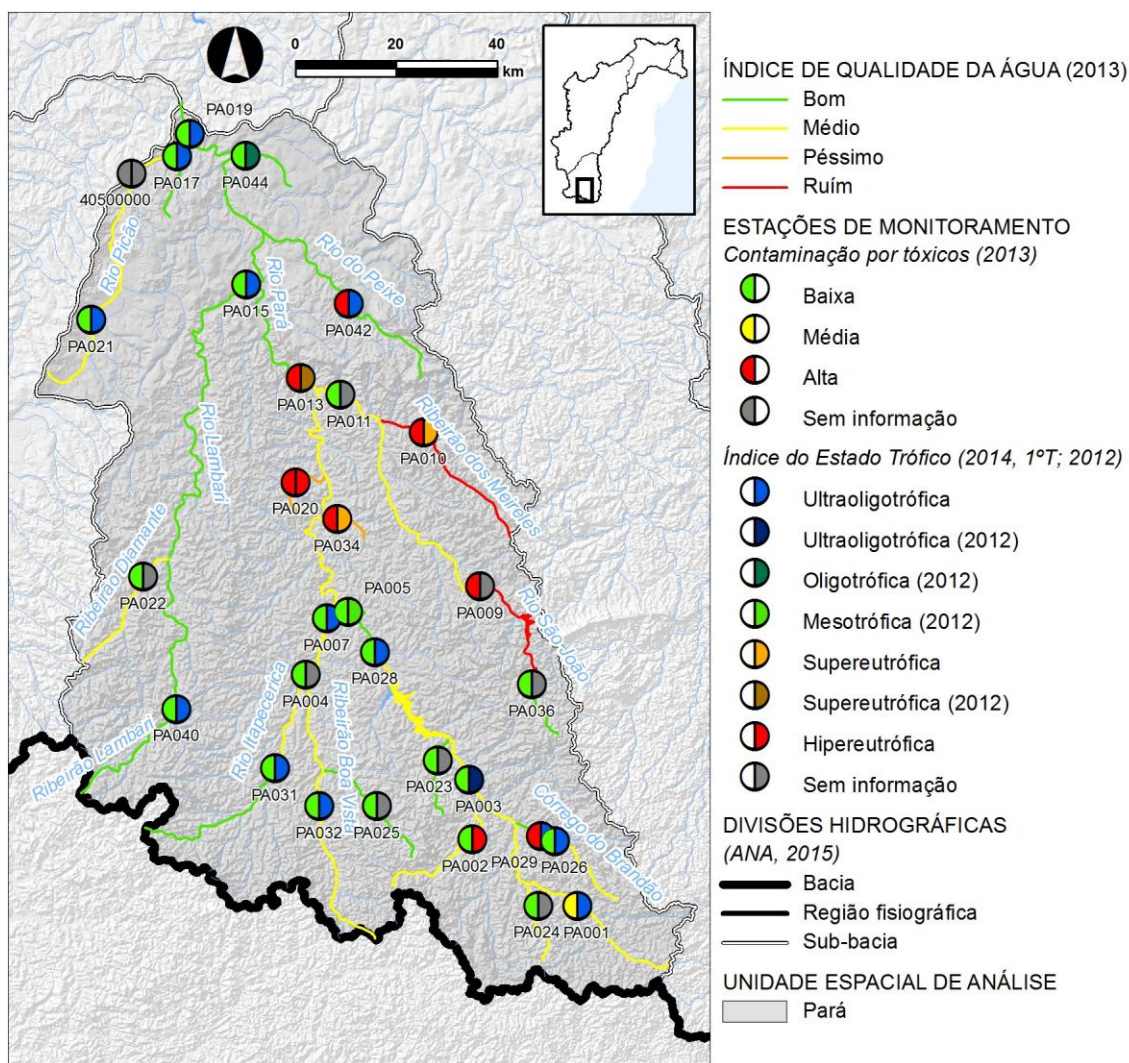 0 20 40
km
PA019
PA017
PA044
40500000
Rio Picão
Rio do Peixe
Rio Pará
PA015
PA042
PA021
PA013
PA011
Rio Lambari
Ribeirão dos Meireles
PA010
PA020
PA034
Ribeirão Diamante
PA022
PA005
PA009
Rio São João
PA007
PA028
PA004
PA036
Rio Itapecerica
Ribeirão Boa Vista
PA040
Ribeirão Lambari
PA023
PA031
PA003
Corrego do Brandão
PA032
PA025
PA002
PA029
PA026
PA024
PA001
ÍNDICE DE QUALIDADE DA ÁGUA (2013)
Bom
Médio
Péssimo
Ruím
ESTAÇÕES DE MONITORAMENTO
Contaminação por tóxicos (2013)
Baixa
Média
Alta
Sem informação
Índice do Estado Trófico (2014, 1ºT; 2012)
Ultraoligotrófica
Ultraoligotrófica (2012)
Oligotrófica (2012)
Mesotrófica (2012)
Supereutrófica
Supereutrófica (2012)
Hipereutrófica
Sem informação
DIVISÕES HIDROGRÁFICAS
(ANA, 2015)
Bacia
Região fisiográfica
Sub-bacia
UNIDADE ESPACIAL DE ANÁLISE
Pará